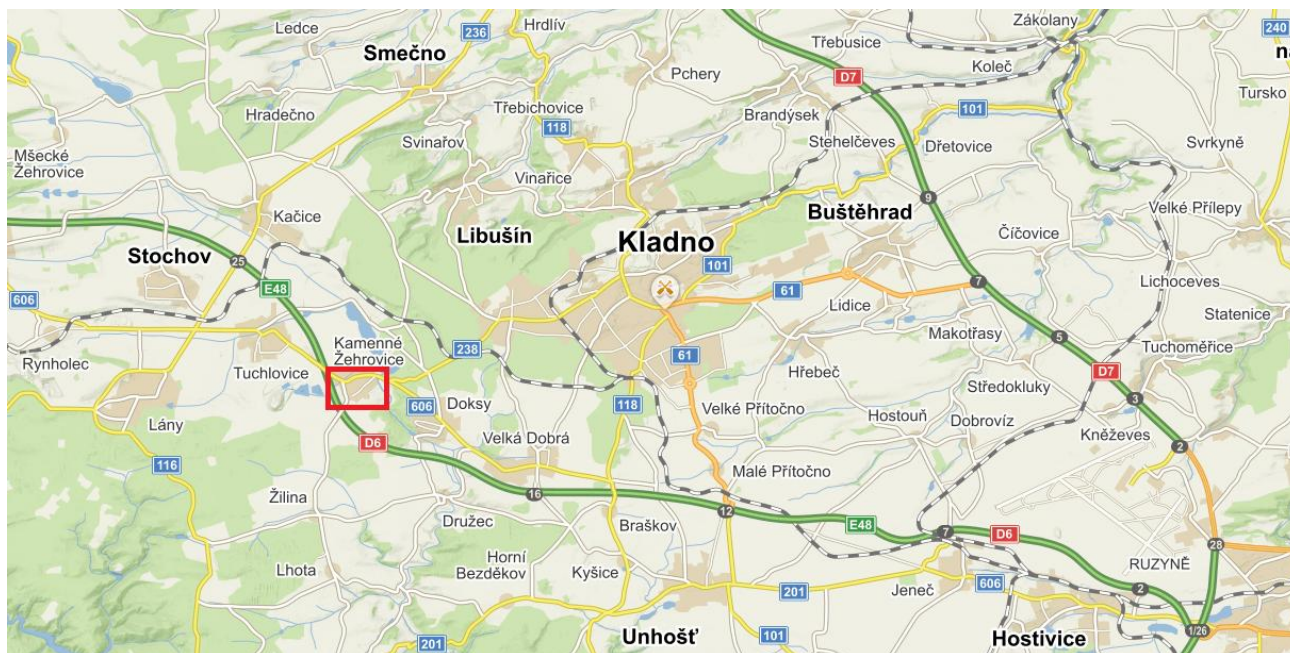 Ledce
236
Hrdlív
Smečno
Třebusice
Zákolany
240
Pchery
D7
Koleč
Tursko
Hradečno
Třebichovice
118
Brandýsek
101
Svinařov
Stehelčeves
Dřetovice
Svrkyně
Mšecké
Žehrovice
Vinařice
9
Kačice
Libušín
Kladno
Buštěhrad
Velké Přílepy
Stochov
25
101
Číčovice
E48
61
7
Lichoceves
606
Lidice
Makotřasy
Statenice
Kamenné
Žehrovice
238
61
5
Tuchoměřice
Rynholec
Tuchlovice
Hřebeč
Středokluky
D7
606
Doksy
118
Velké Přítočno
Hostouň
Dobrovíz
3
Lány
D6
Velká Dobrá
Kněževes
2
116
Malé Přítočno
Žilina
16
12
Družec
Braškov
E48
7
D6
28
Lhota
Horní
Bezděkov
Kyšice
201
Jeneč
606
RUZYNĚ
2
201
Unhošť
101
Hostivice
1/26